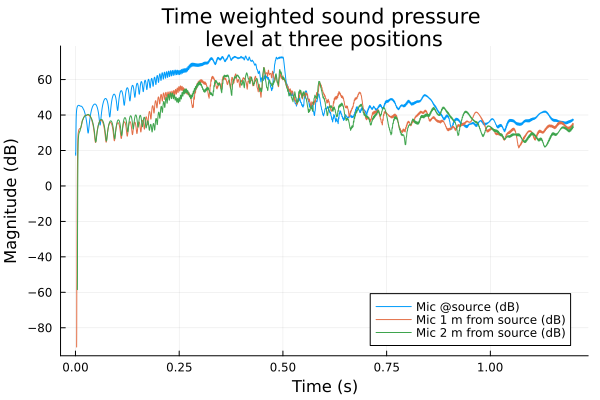 Time weighted sound pressure
level at three positions
Magnitude (dB)
60
40
20
0
−20
−40
−60
−80
Mic @source (dB)
Mic 1 m from source (dB)
Mic 2 m from source (dB)
0.00 0.25 0.50 0.75 1.00
Time (s)